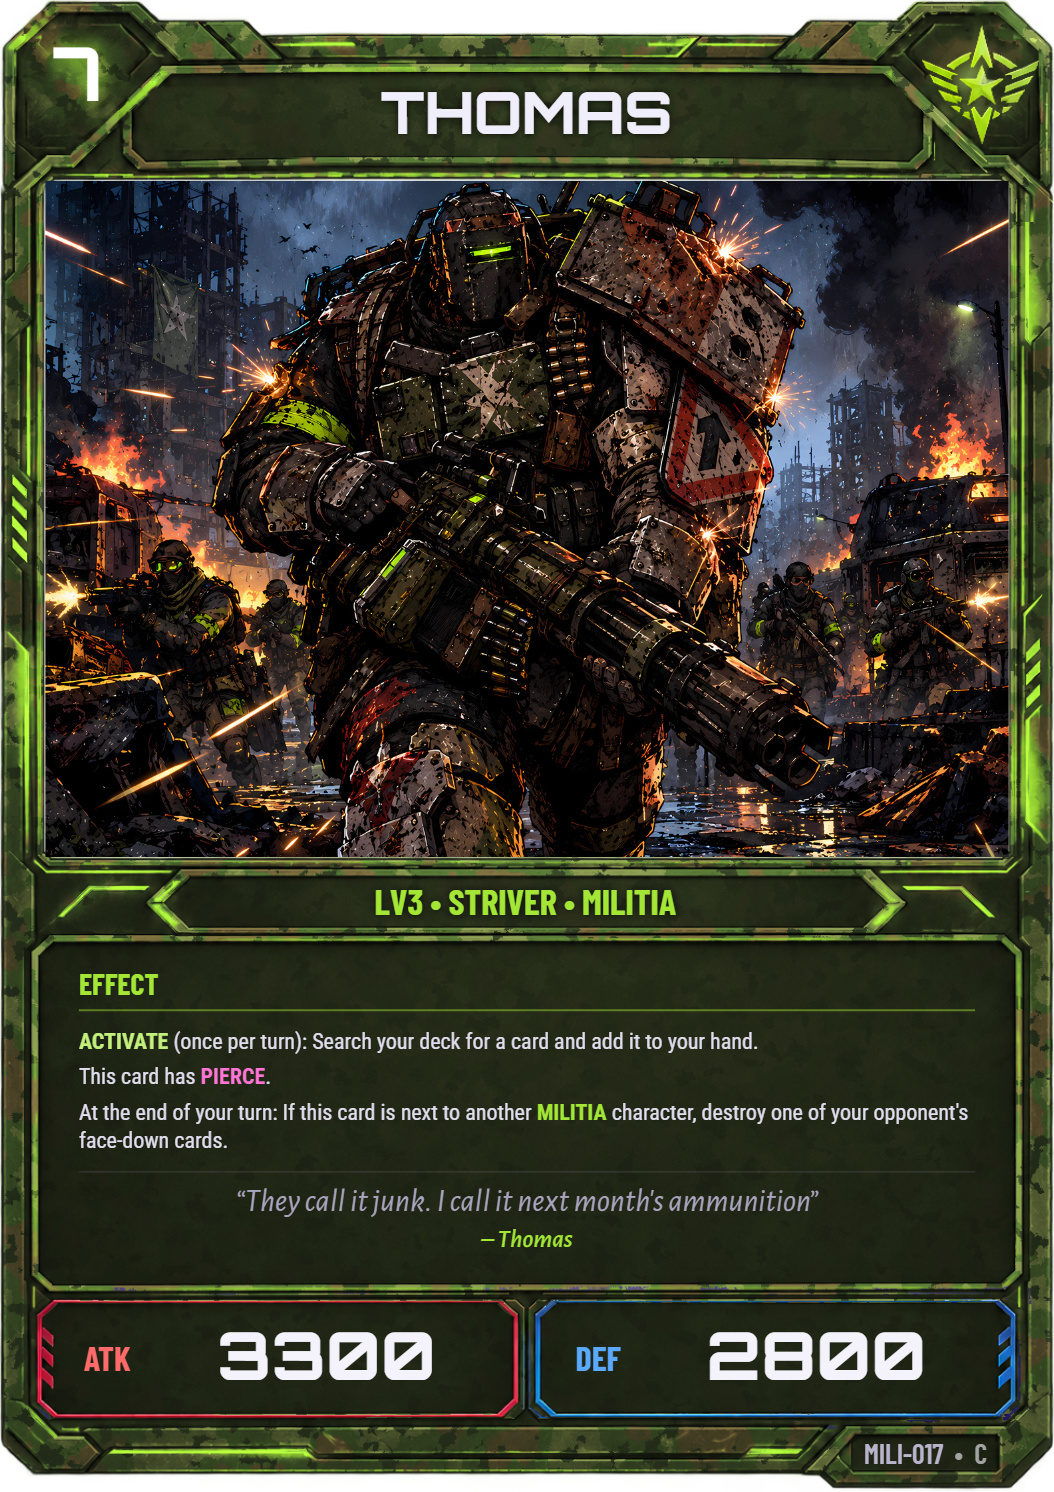 7
THOMAS
LV3 • STRIVER • MILITIA
EFFECT
ACTIVATE (once per turn): Search your deck for a card and add it to your hand.
This card has PIERCE.
At the end of your turn: If this card is next to another MILITIA character, destroy one of your opponent's
face-down cards.
“They call it junk. I call it next month's ammunition”
– Thomas
ATK 3300 DEF 2800
MILI-017 • C